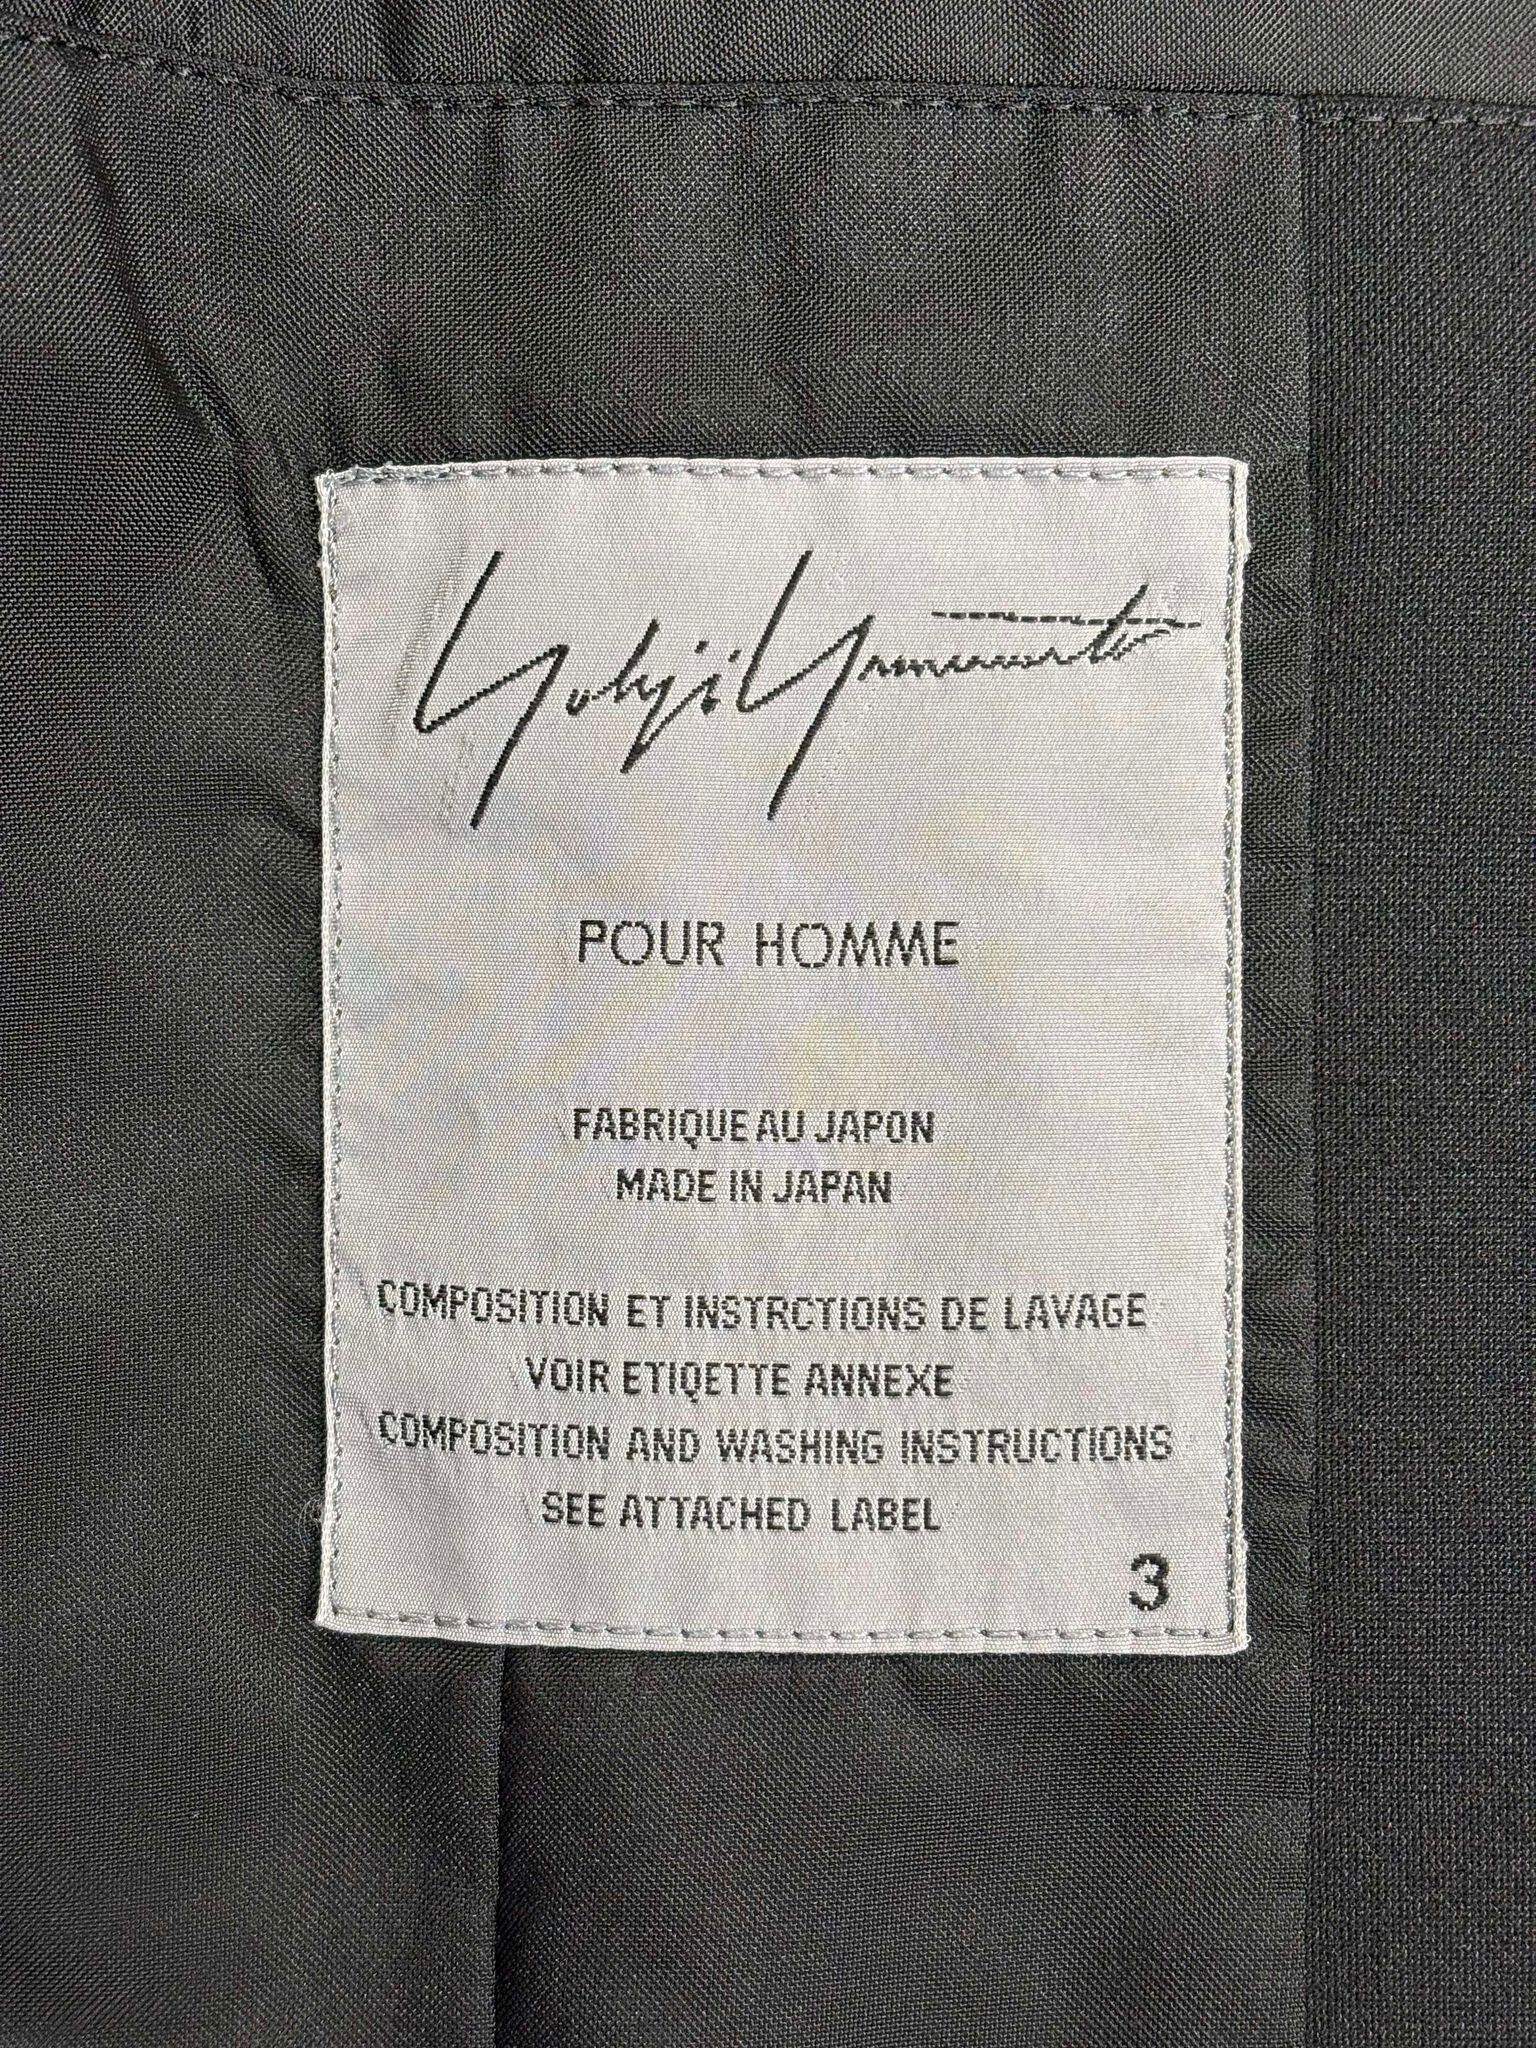 Yohji Yamamoto
POUR HOMME
FABRIQUE AU JAPON
MADE IN JAPAN
COMPOSITION ET INSTRCTIONS DE LAVAGE
VOIR ETIQETTE ANNEXE
COMPOSITION AND WASHING INSTRUCTIONS
SEE ATTACHED LABEL
3